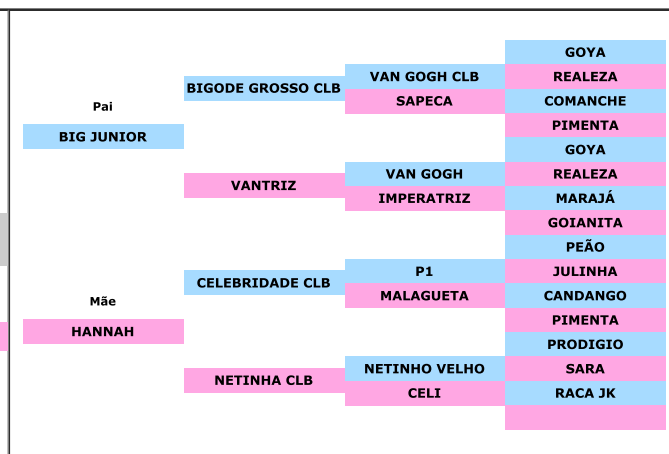 GOYA
VAN GOGH CLB
REALEZA
BIGODE GROSSO CLB
SAPECA
COMANCHE
Pai
PIMENTA
BIG JUNIOR
GOYA
VAN GOGH
REALEZA
VANTRIZ
IMPERATRIZ
MARAJÁ
GOIANITA
PEÃO
P1
JULINHA
CELEBRIDADE CLB
MALAGUETA
CANDANGO
Mãe
PIMENTA
HANNAH
PRODIGIO
NETINHO VELHO
SARA
NETINHA CLB
CELI
RACA JK